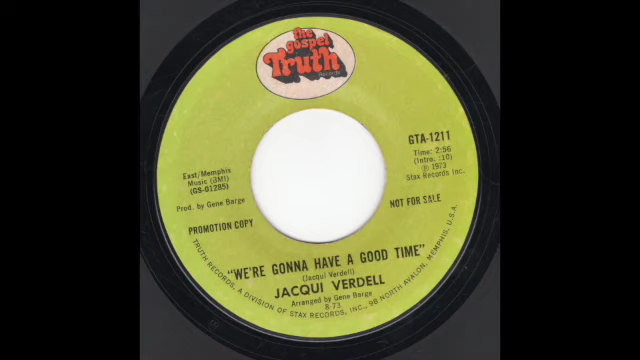 the
gospel
Truth
Records
GTA-1211
Time: 2:56
(Intro. :10)
℗ 1973
Stax Records Inc.
East/Memphis
Music (BMI)
(GS-01285)
Prod. by Gene Barge
NOT FOR SALE
PROMOTION COPY
"WE'RE GONNA HAVE A GOOD TIME"
(Jacqui Verdell)
JACQUI VERDELL
Arranged by Gene Barge
8-73
TRUTH RECORDS, A DIVISION OF STAX RECORDS, INC., 98 NORTH AVALON, MEMPHIS, U.S.A.